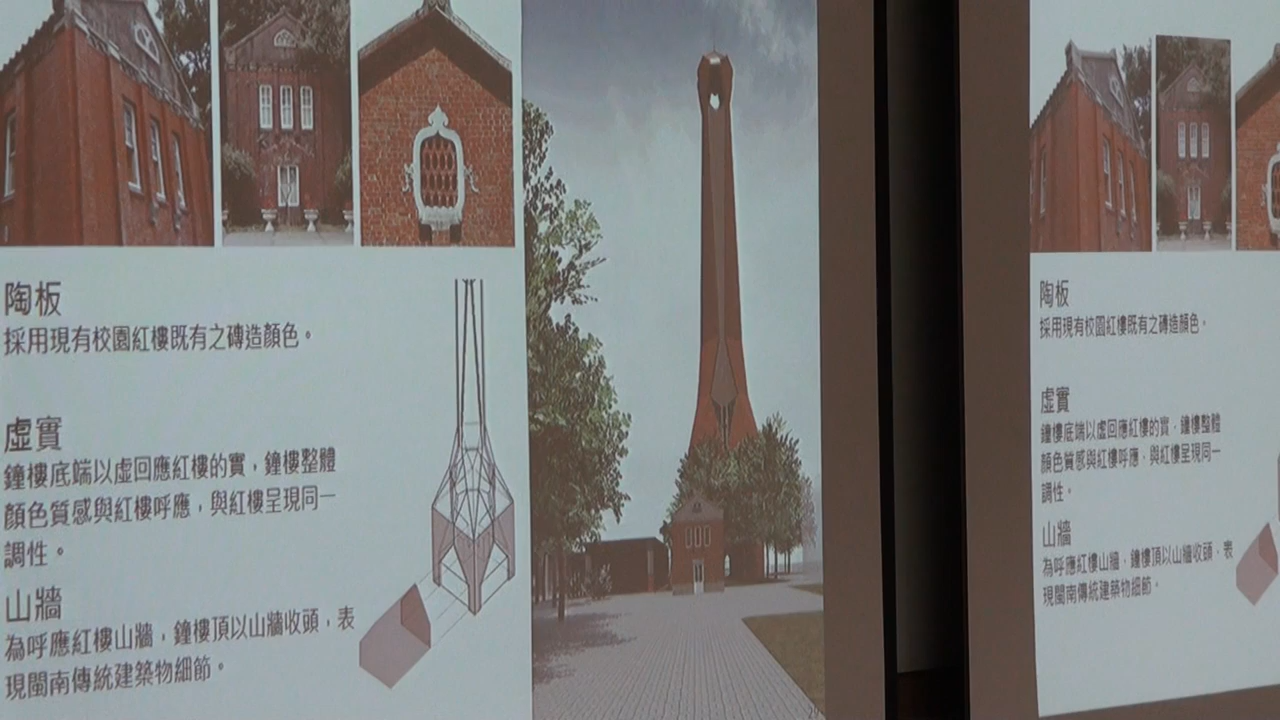 陶板
採用現有校園紅樓既有之磚造顏色。
虛實
鐘樓底端以虛回應紅樓的實，鐘樓整體
顏色質感與紅樓呼應，與紅樓呈現同一
調性。
山牆
為呼應紅樓山牆，鐘樓頂以山牆收頭，表
現閩南傳統建築物細節。
陶板
採用現有校園紅樓既有之磚造顏色。
虛實
鐘樓底端以虛回應紅樓的實，鐘樓整體
顏色質感與紅樓呼應，與紅樓呈現同一
調性。
山牆
為呼應紅樓山牆，鐘樓頂以山牆收頭，表
現閩南傳統建築物細節。